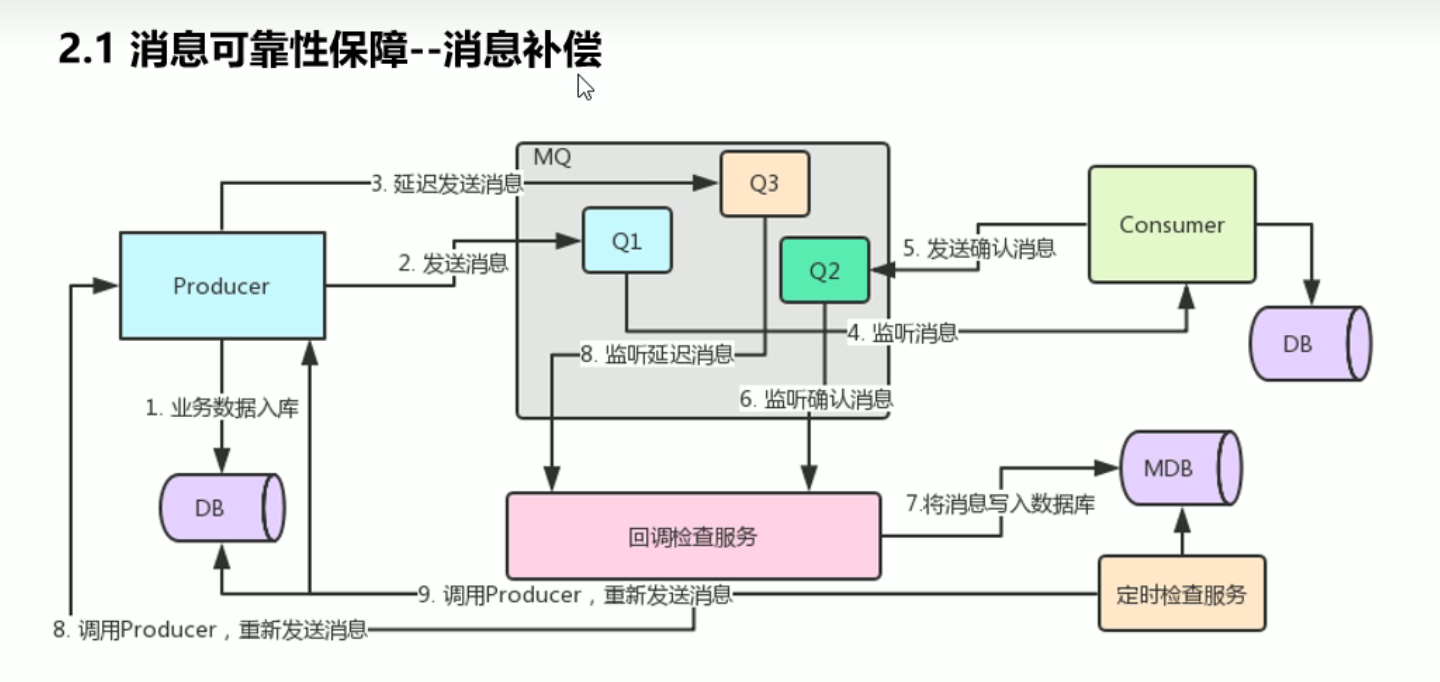 2.1 消息可靠性保障--消息补偿
MQ
3. 延迟发送消息
Q3
Q1
Consumer
2. 发送消息
Q2
5. 发送确认消息
Producer
4. 监听消息
DB
8. 监听延迟消息
6. 监听确认消息
1. 业务数据入库
MDB
DB
7.将消息写入数据库
回调检查服务
9. 调用Producer，重新发送消息
定时检查服务
8. 调用Producer，重新发送消息